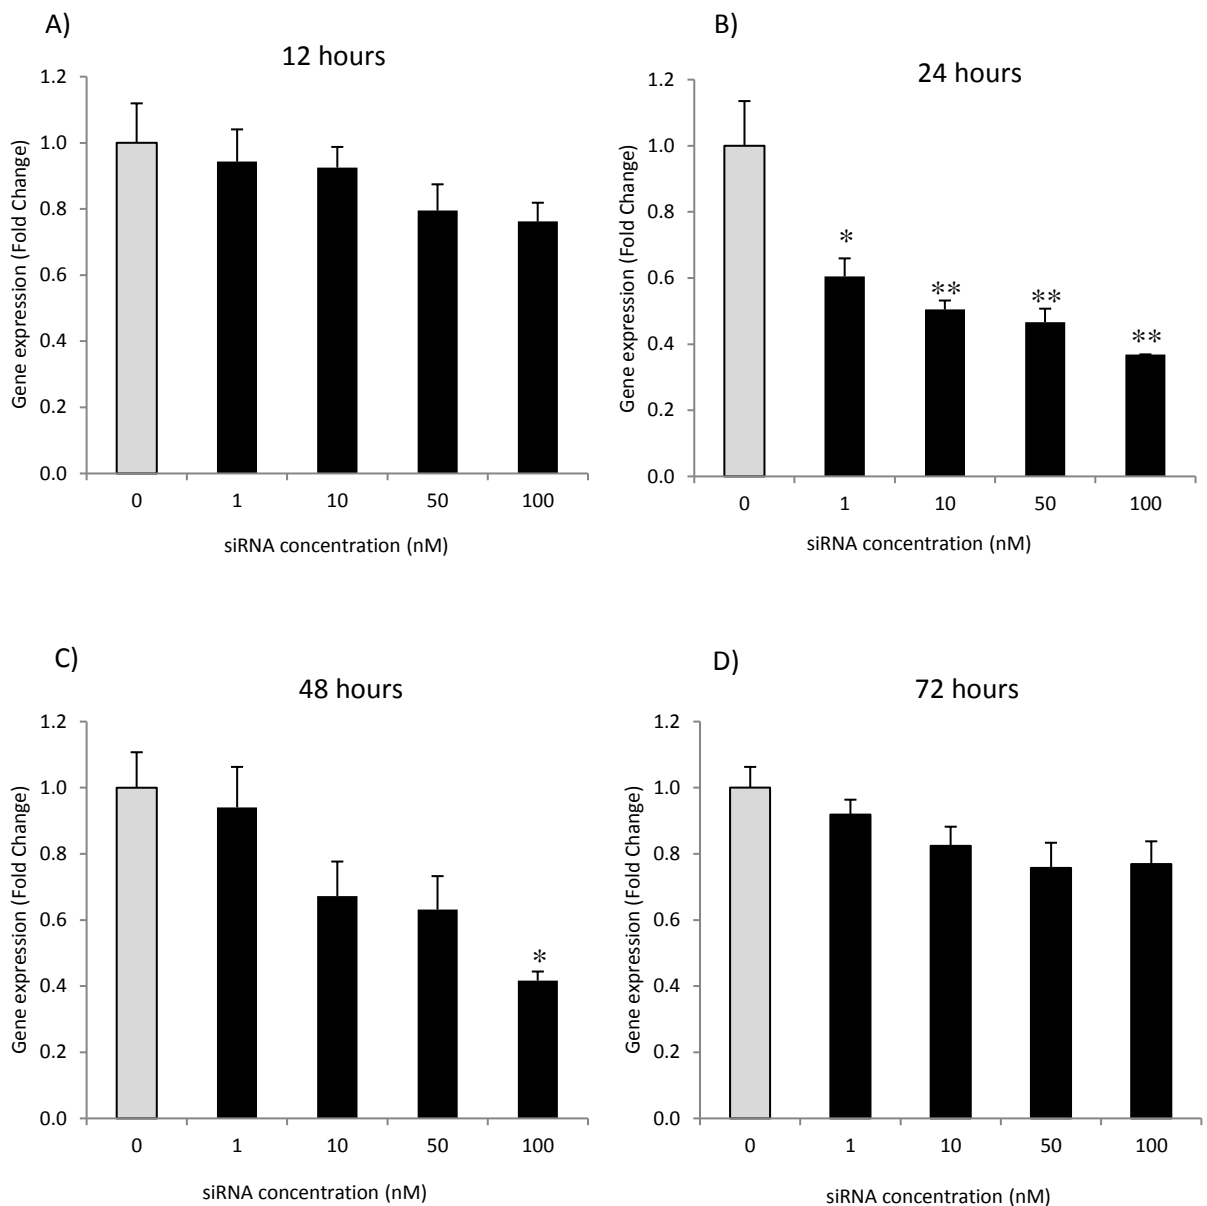 A)
12 hours
Gene expression (Fold Change)
1.2
1.0
0.8
0.6
0.4
0.2
0.0
0 1 10 50 100
siRNA concentration (nM)
B)
24 hours
Gene expression (Fold Change)
1.2
1.0
0.8
0.6
0.4
0.2
0.0
* ** ** **
0 1 10 50 100
siRNA concentration (nM)
C)
48 hours
Gene expression (Fold Change)
1.2
1.0
0.8
0.6
0.4
0.2
0.0
*
0 1 10 50 100
siRNA concentration (nM)
D)
72 hours
Gene expression (Fold Change)
1.2
1.0
0.8
0.6
0.4
0.2
0.0
0 1 10 50 100
siRNA concentration (nM)